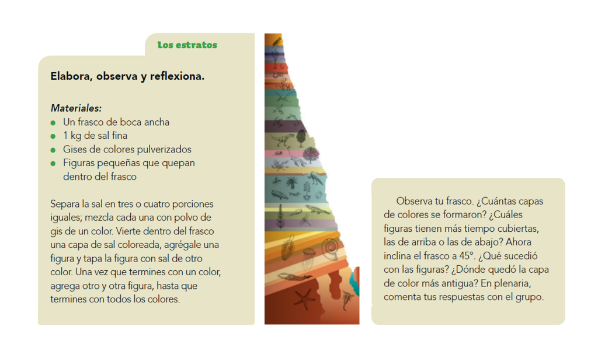 Los estratos
Elabora, observa y reflexiona.
Materiales:
Un frasco de boca ancha
1 kg de sal fina
Gises de colores pulverizados
Figuras pequeñas que quepan
dentro del frasco
Separa la sal en tres o cuatro porciones
iguales; mezcla cada una con polvo de
gis de un color. Vierte dentro del frasco
una capa de sal coloreada, agrégale una
figura y tapa la figura con sal de otro
color. Una vez que termines con un color,
agrega otro y otra figura, hasta que
termines con todos los colores.
Observa tu frasco. ¿Cuántas capas
de colores se formaron? ¿Cuáles
figuras tienen más tiempo cubiertas,
las de arriba o las de abajo? Ahora
inclina el frasco a 45°. ¿Qué sucedió
con las figuras? ¿Dónde quedó la capa
de color más antigua? En plenaria,
comenta tus respuestas con el grupo.